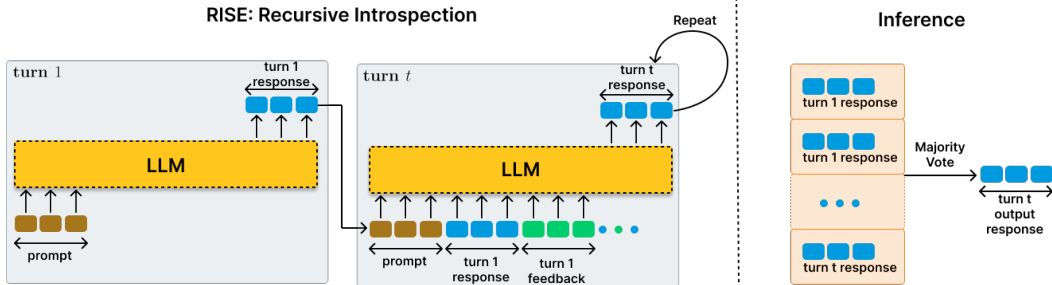 RISE: Recursive Introspection
turn 1
turn 1
response
LLM
prompt
turn t
turn t
response
Repeat
LLM
prompt
turn 1
response
turn 1
feedback
Inference
turn 1 response
turn 1 response
turn t response
Majority
Vote
turn t
output
response